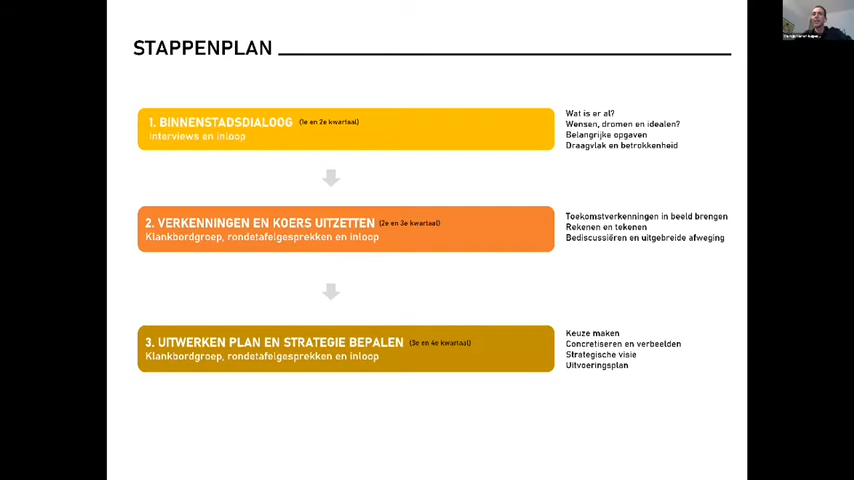 STAPPENPLAN
1. BINNENSTADSDIALOOG (1e en 2e kwartaal)
Interviews en inloop
Wat is er al?
Wensen, dromen en idealen?
Belangrijke opgaven
Draagvlak en betrokkenheid
2. VERKENNINGEN EN KOERS UITZETTEN (2e en 3e kwartaal)
Klankbordgroep, rondetafelgesprekken en inloop
Toekomstverkenningen in beeld brengen
Rekenen en tekenen
Bediscussiëren en uitgebreide afweging
3. UITWERKEN PLAN EN STRATEGIE BEPALEN (3e en 4e kwartaal)
Klankbordgroep, rondetafelgesprekken en inloop
Keuze maken
Concretiseren en verbeelden
Strategische visie
Uitvoeringsplan